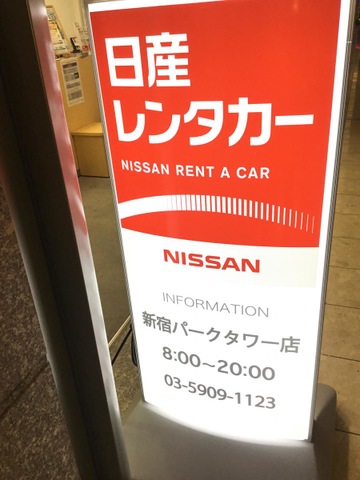 日産
レンタカー
NISSAN RENT A CAR
NISSAN
INFORMATION
新宿パークタワー店
8:00～20:00
03-5909-1123